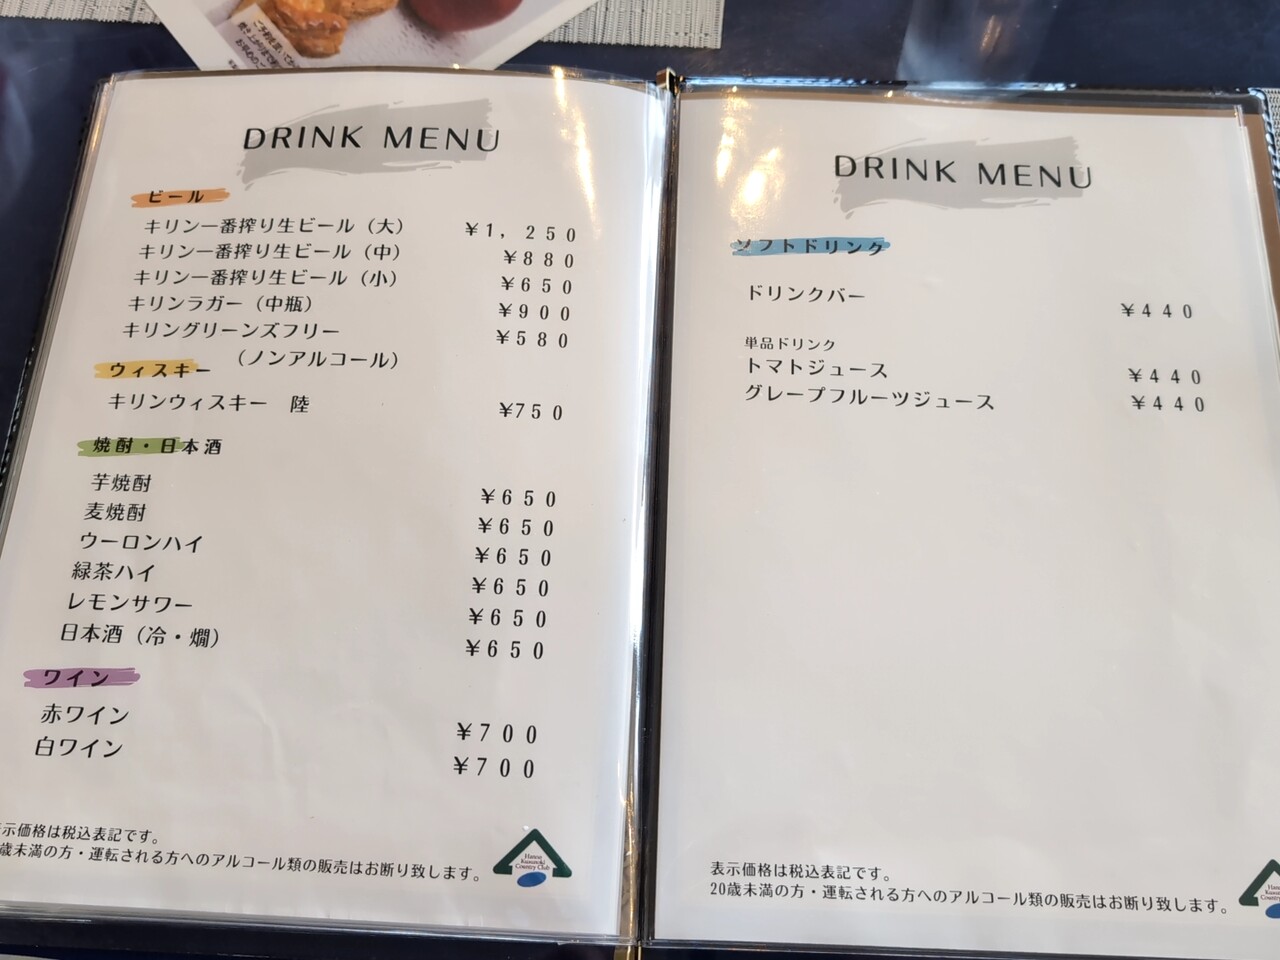 DRINK MENU
ビール
キリン一番搾り生ビール（大） ￥1,250
キリン一番搾り生ビール（中） ￥880
キリン一番搾り生ビール（小） ￥650
キリンラガー（中瓶） ￥900
キリングリーンズフリー ￥580
（ノンアルコール）
ウィスキー
キリンウィスキー　陸 ¥750
焼酎・日本酒
芋焼酎 ￥650
麦焼酎 ￥650
ウーロンハイ ￥650
緑茶ハイ ￥650
レモンサワー ￥650
日本酒（冷・燗） ￥650
ワイン
赤ワイン ￥700
白ワイン ￥700
示価格は税込表記です。
歳未満の方・運転される方へのアルコール類の販売はお断り致します。
Country Club
DRINK MENU
ソフトドリンク
ドリンクバー ￥440
単品ドリンク
トマトジュース ￥440
グレープフルーツジュース ￥440
表示価格は税込表記です。
20歳未満の方・運転される方へのアルコール類の販売はお断り致します。